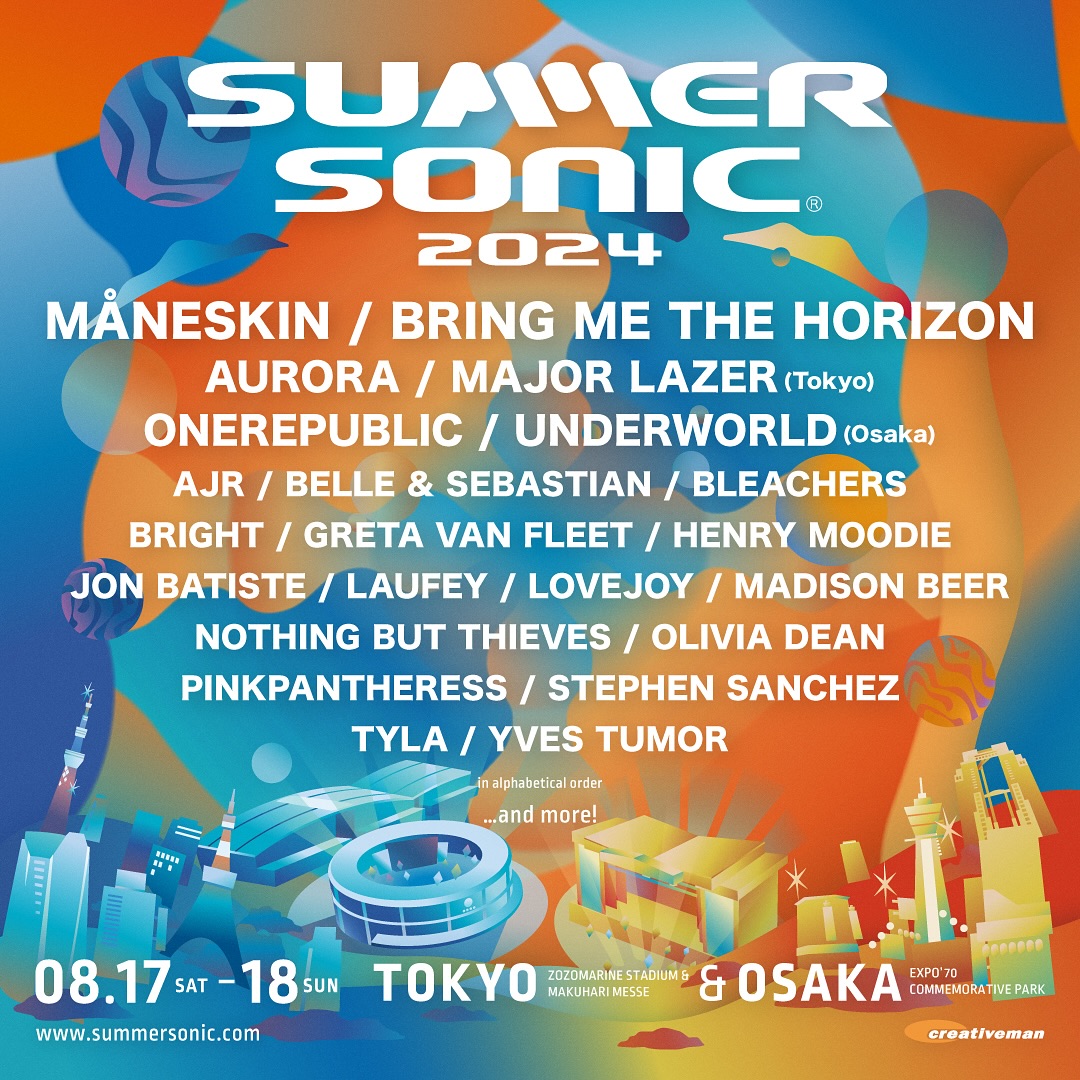 SUMMER
SONIC®
2024
MÅNESKIN / BRING ME THE HORIZON
AURORA / MAJOR LAZER (Tokyo)
ONEREPUBLIC / UNDERWORLD (Osaka)
AJR / BELLE & SEBASTIAN / BLEACHERS
BRIGHT / GRETA VAN FLEET / HENRY MOODIE
JON BATISTE / LAUFEY / LOVEJOY / MADISON BEER
NOTHING BUT THIEVES / OLIVIA DEAN
PINKPANTHERESS / STEPHEN SANCHEZ
TYLA / YVES TUMOR
in alphabetical order
...and more!
08.17 SAT – 18 SUN
TOKYO
ZOZOMARINE STADIUM &
MAKUHARI MESSE
& OSAKA
EXPO'70
COMMEMORATIVE PARK
www.summersonic.com
creativeman